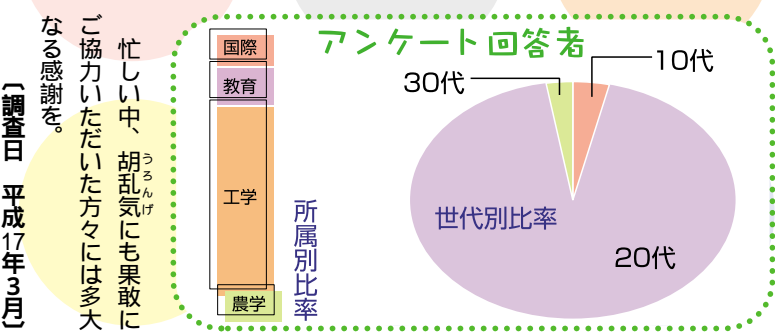 アンケート回答者
10代
30代
世代別比率
20代
所属別比率
国際
教育
工学
農学
忙しい中、胡乱気にも果敢に
うろんげ
ご協力いただいた方々には多大
なる感謝を。
〔調査日　平成17年3月〕